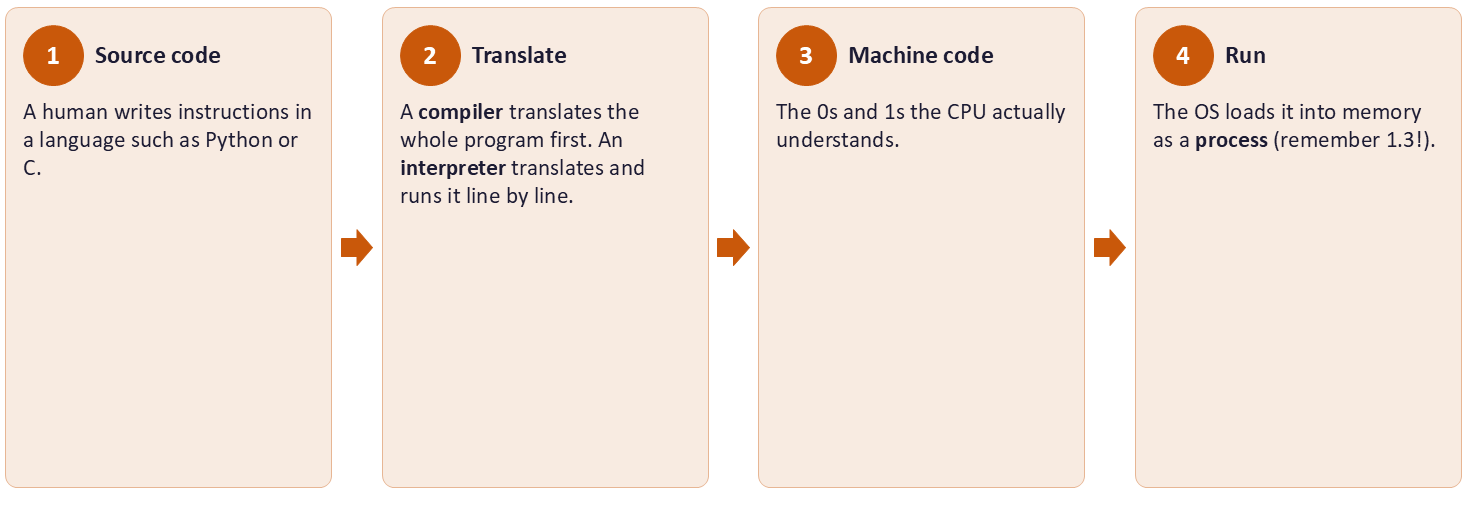 1 Source code
A human writes instructions in
a language such as Python or
C.
2 Translate
A compiler translates the
whole program first. An
interpreter translates and
runs it line by line.
3 Machine code
The 0s and 1s the CPU actually
understands.
4 Run
The OS loads it into memory
as a process (remember 1.3!).